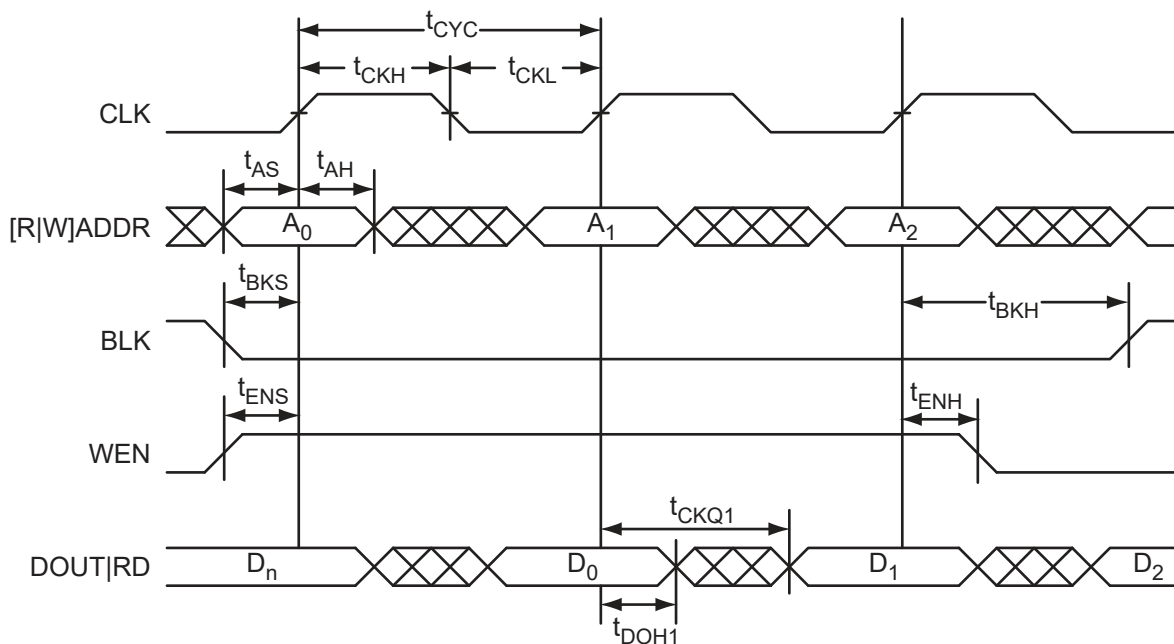 tCYC
tCKH tCKL
CLK
tAS tAH
[R|W]ADDR A0 A1 A2
tBKS tBKH
BLK
tENS tENH
WEN
tCKQ1
DOUT|RD Dn D0 D1 D2
tDOH1